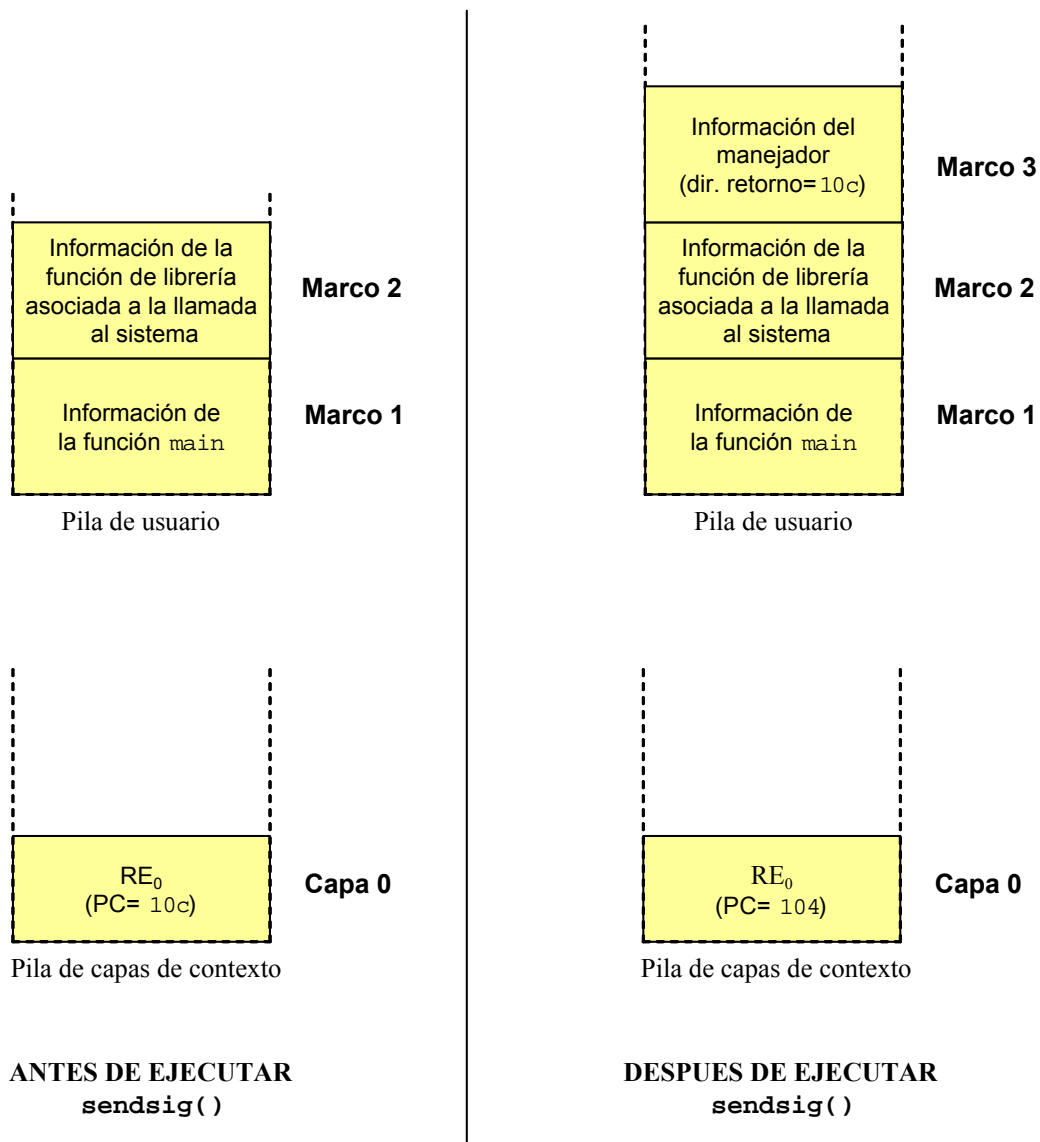 Información de la
función de librería
asociada a la llamada
al sistema
Marco 2
Información de
la función main
Marco 1
Pila de usuario
RE₀
(PC= 10c)
Capa 0
Pila de capas de contexto
ANTES DE EJECUTAR
sendsig()
Información del
manejador
(dir. retorno= 10c)
Marco 3
Información de la
función de librería
asociada a la llamada
al sistema
Marco 2
Información de
la función main
Marco 1
Pila de usuario
RE₀
(PC= 104)
Capa 0
Pila de capas de contexto
DESPUES DE EJECUTAR
sendsig()